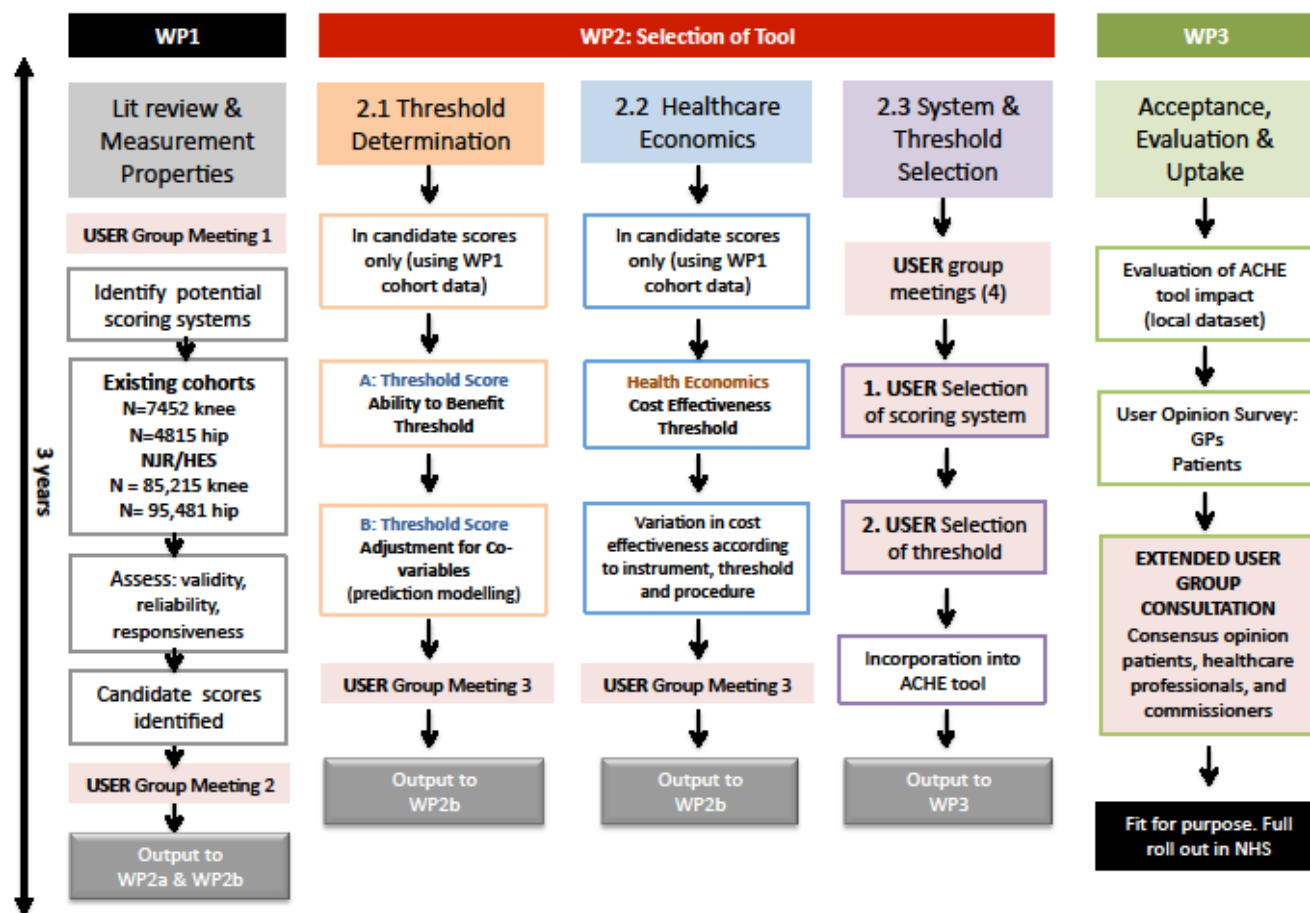 WP1
WP2: Selection of Tool
WP3
3 years
Lit review &
Measurement
Properties
USER Group Meeting 1
Identify potential
scoring systems
Existing cohorts
N=7452 knee
N=4815 hip
NJR/HES
N = 85,215 knee
N= 95,481 hip
Assess: validity,
reliability,
responsiveness
Candidate scores
identified
USER Group Meeting 2
Output to
WP2a & WP2b
2.1 Threshold
Determination
In candidate scores
only (using WP1
cohort data)
A: Threshold Score
Ability to Benefit
Threshold
B: Threshold Score
Adjustment for Co-
variables
(prediction modelling)
USER Group Meeting 3
Output to
WP2b
2.2 Healthcare
Economics
In candidate scores
only (using WP1
cohort data)
Health Economics
Cost Effectiveness
Threshold
Variation in cost
effectiveness according
to instrument, threshold
and procedure
USER Group Meeting 3
Output to
WP2b
2.3 System &
Threshold
Selection
USER group
meetings (4)
1. USER Selection
of scoring system
2. USER Selection
of threshold
Incorporation into
ACHE tool
Output to
WP3
Acceptance,
Evaluation &
Uptake
Evaluation of ACHE
tool impact
(local dataset)
User Opinion Survey:
GPs
Patients
EXTENDED USER
GROUP
CONSULTATION
Consensus opinion
patients, healthcare
professionals, and
commissioners
Fit for purpose. Full
roll out in NHS